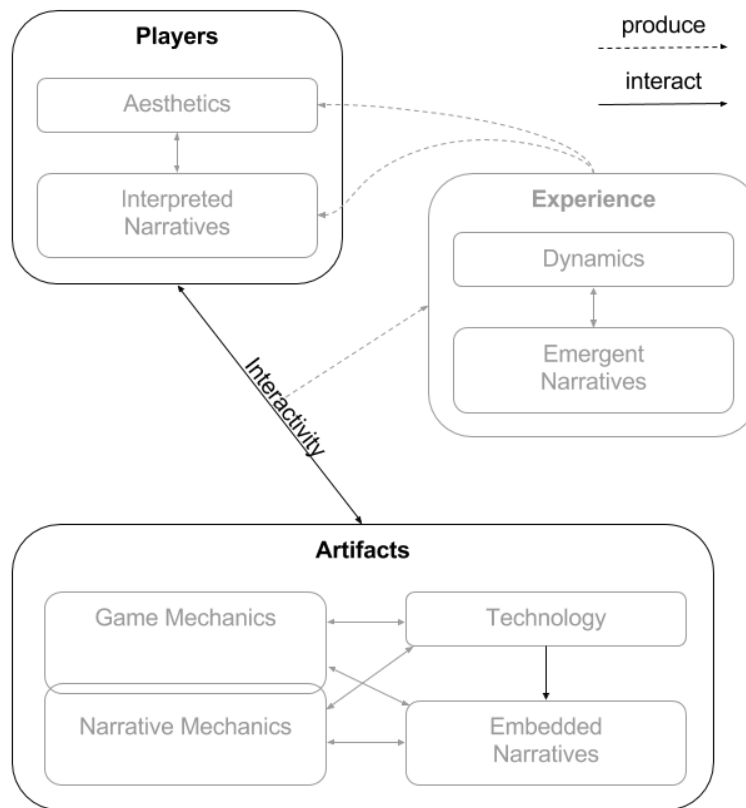 Players
Aesthetics
Interpreted
Narratives
produce
interact
Experience
Dynamics
Emergent
Narratives
Interactivity
Artifacts
Game Mechanics
Technology
Narrative Mechanics
Embedded
Narratives